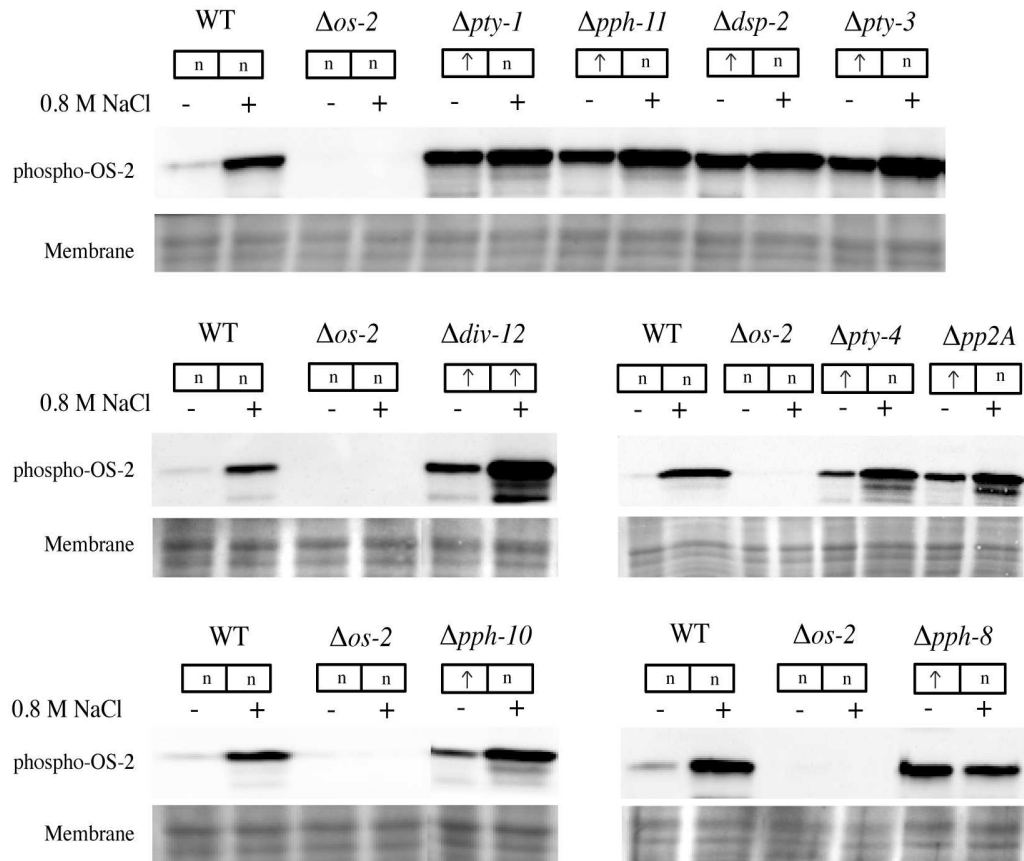 WT Δos-2 Δpty-1 Δpph-11 Δdsp-2 Δpty-3
n n n n ↑ n ↑ n ↑ n ↑ n
0.8 M NaCl - + - + - + - + - + - +
phospho-OS-2
Membrane
WT Δos-2 Δdiv-12
n n n n ↑ ↑
0.8 M NaCl - + - + - +
phospho-OS-2
Membrane
WT Δos-2 Δpty-4 Δpp2A
n n n n ↑ n ↑ n
- + - + - + - +
WT Δos-2 Δpph-10
n n n n ↑ n
0.8 M NaCl - + - + - +
phospho-OS-2
Membrane
WT Δos-2 Δpph-8
n n n n ↑ n
- + - + - +